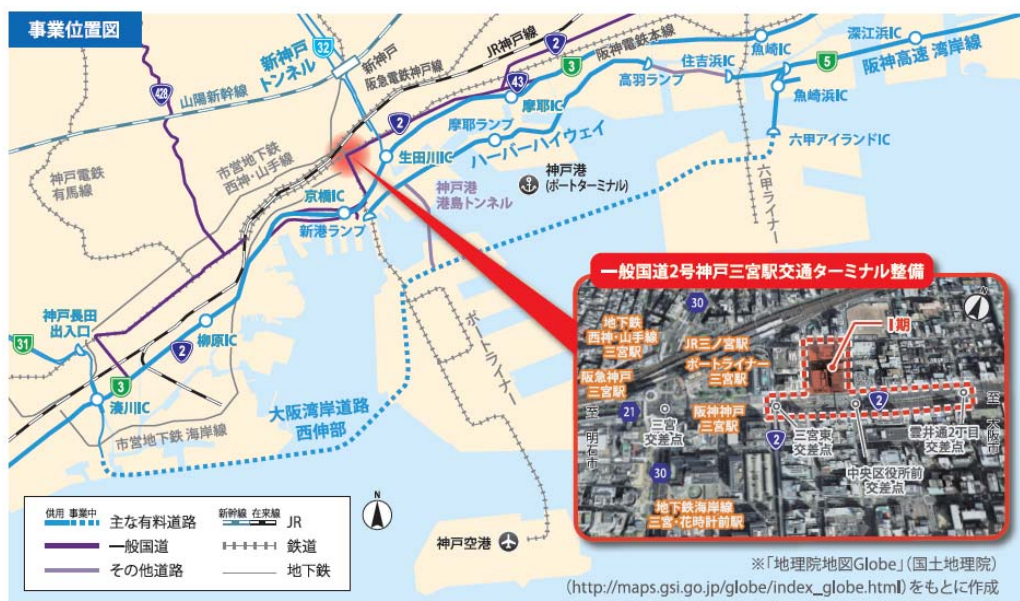 事業位置図
新神戸
トンネル
32
新神戸
阪急電鉄神戸線
JR神戸線
2
阪神電鉄本線
3
43
魚崎IC
深江浜IC
阪神高速 湾岸線
5
住吉浜IC
高羽ランプ
魚崎浜IC
摩耶IC
摩耶ランプ
ハーバーハイウェイ
六甲アイランドIC
六甲ライナー
428
山陽新幹線
2
市営地下鉄
西神・山手線
生田川IC
神戸電鉄
有馬線
京橋IC
新港ランプ
神戸港
港島トンネル
神戸港
(ポートターミナル)
神戸長田
出入口
31
3
2
柳原IC
湊川IC
市営地下鉄 海岸線
大阪湾岸道路
西伸部
ポートライナー
神戸空港
N
一般国道2号神戸三宮駅交通ターミナル整備
N
30
地下鉄
西神・山手線
三宮駅
JR三ノ宮駅
ポートライナー
三宮駅
阪急神戸
三宮駅
阪神神戸
三宮駅
Ⅰ期
21
三宮
交差点
2
2
三宮東
交差点
中央区役所前
交差点
雲井通2丁目
交差点
至 明石市
至 大阪市
30
地下鉄海岸線
三宮・花時計前駅
供用 事業中
主な有料道路
一般国道
その他道路
新幹線 在来線
JR
鉄道
地下鉄
※「地理院地図Globe」(国土地理院)
(http://maps.gsi.go.jp/globe/index_globe.html)をもとに作成